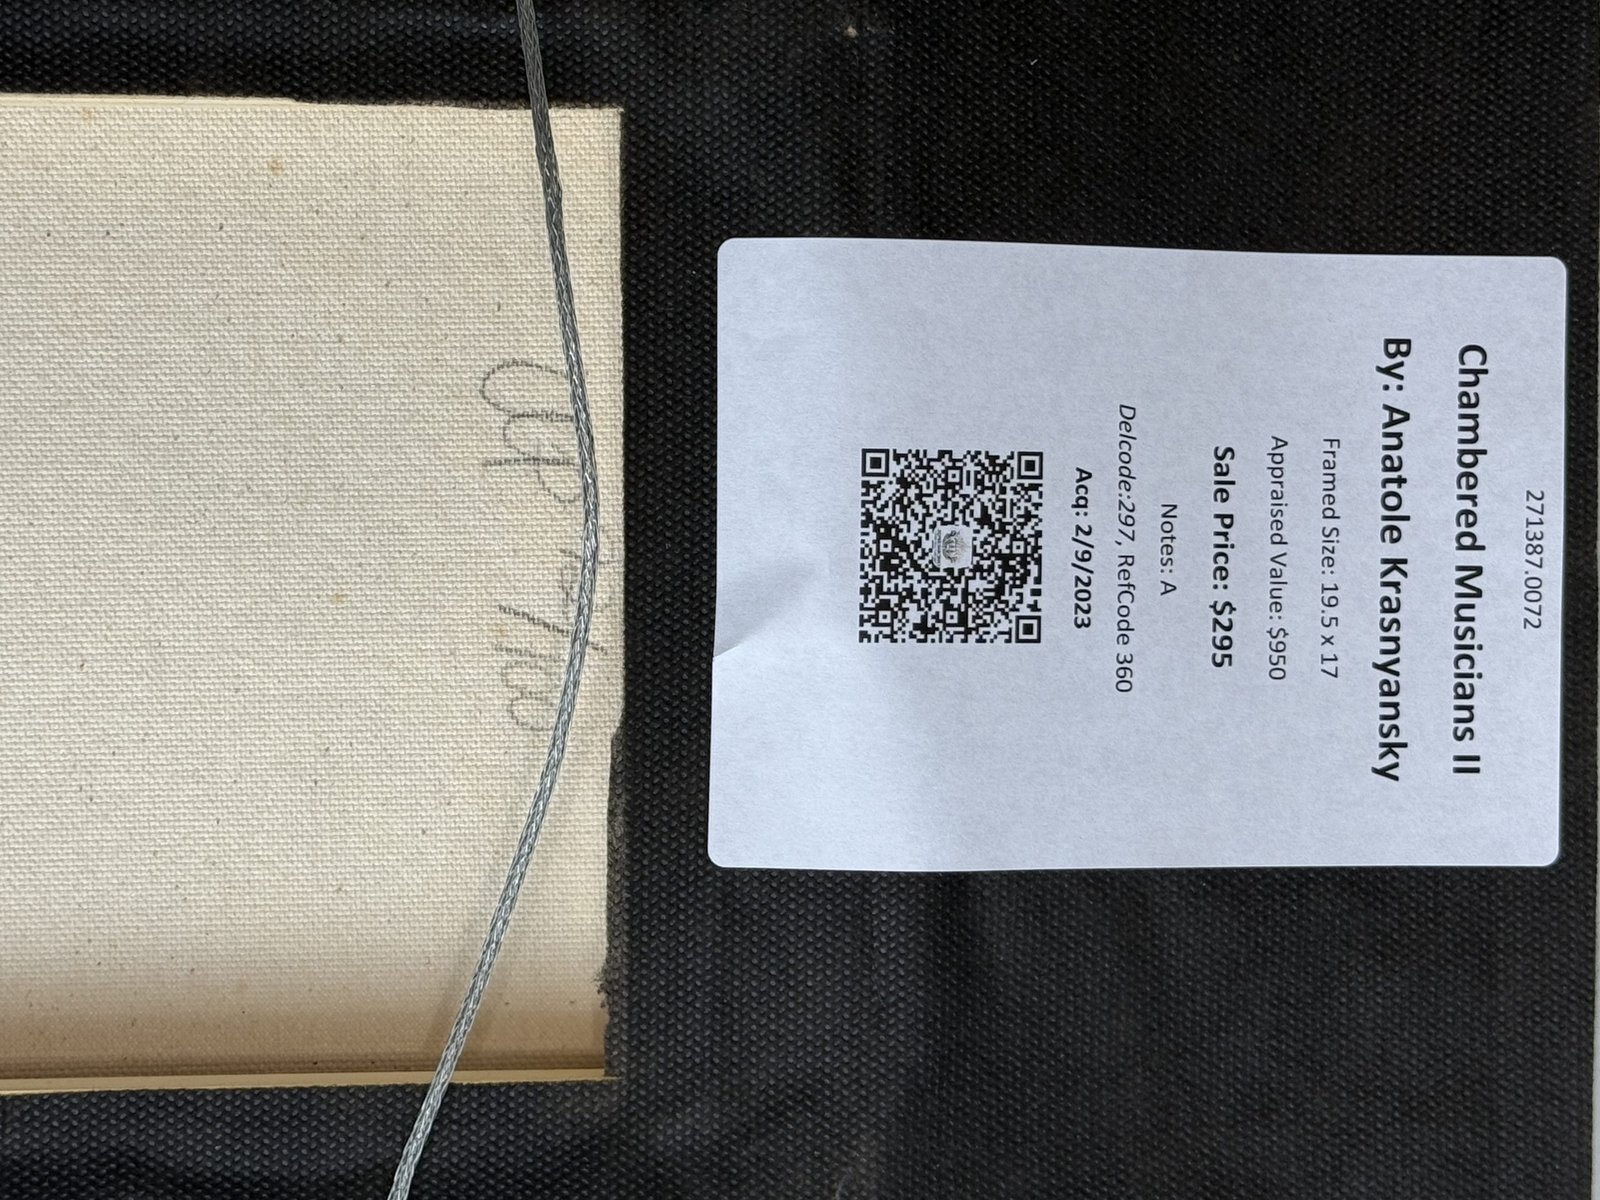 271387.0072
Chambered Musicians II
By: Anatole Krasnyansky
Framed Size: 19.5 x 17
Appraised Value: $950
Sale Price: $295
Notes: A
Delcode:297, RefCode 360
Acq: 2/9/2023